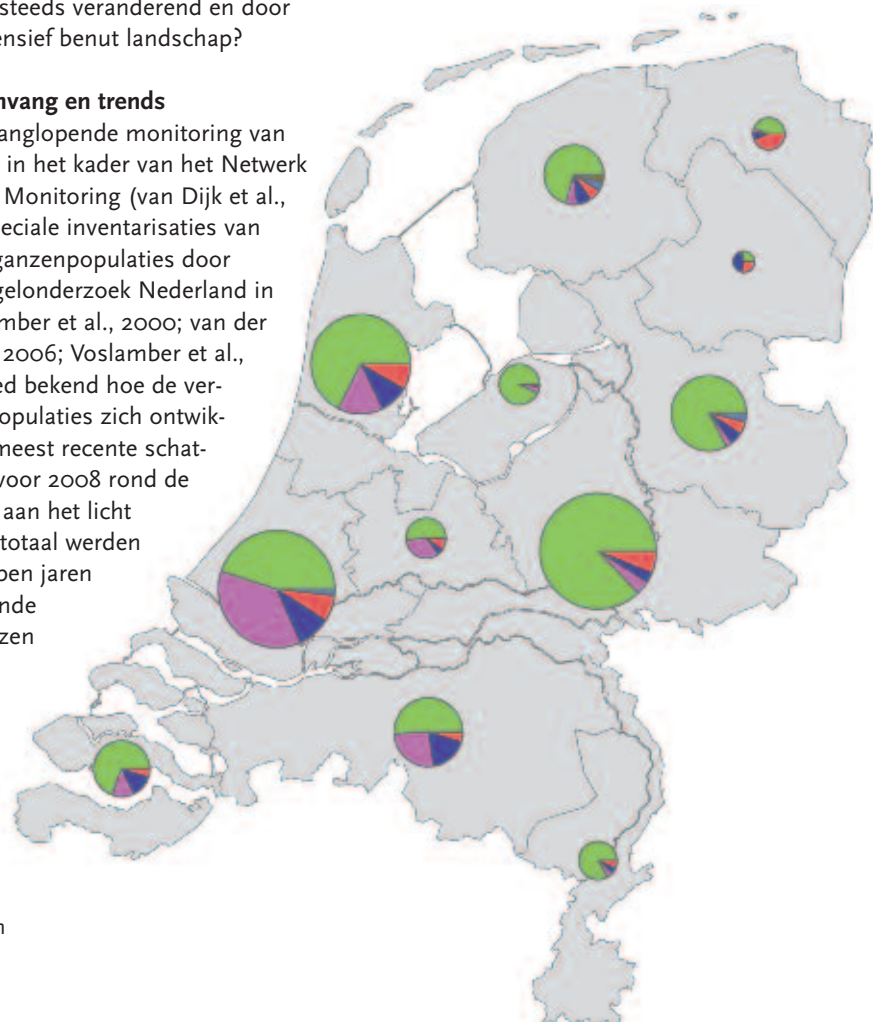 steeds veranderend en door
ensief benut landschap?
nvang en trends
anglopende monitoring van
in het kader van het Netwerk
Monitoring (van Dijk et al.,
eciale inventarisaties van
ganzenpopulaties door
gelonderzoek Nederland in
mber et al., 2000; van der
2006; Voslamber et al.,
ed bekend hoe de ver-
opulaties zich ontwik-
meest recente schat-
voor 2008 rond de
aan het licht
totaal werden
pen jaren
nde
zen
n